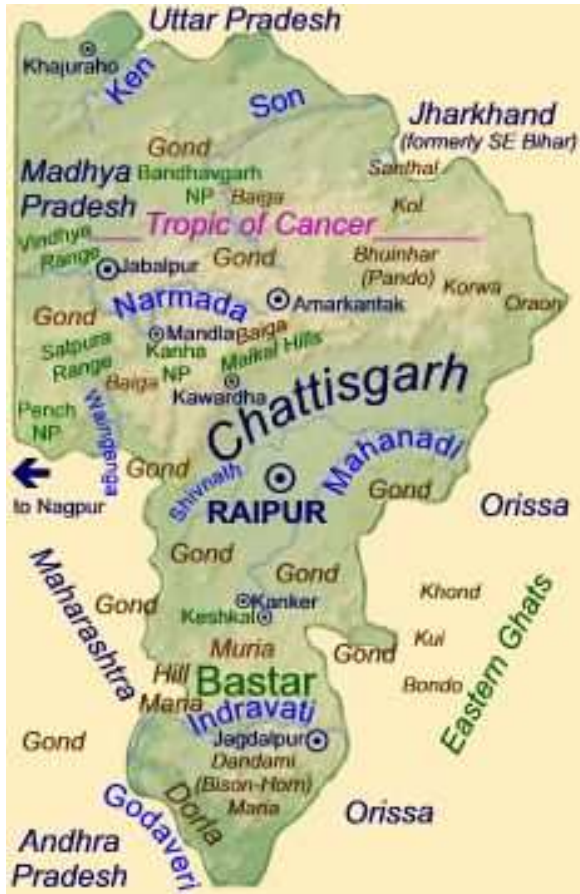 Uttar Pradesh
Khajuraho
Ken
Son
Jharkhand
(formerly SE Bihar)
Gond
Santhal
Madhya
Pradesh
Bandhavgarh
NP
Baiga
Kol
Tropic of Cancer
Vindhya
Range
Jabalpur
Gond
Bhuinhar
(Pando)
Korwa
Oraon
Narmada
Amarkantak
Gond
Mandla
Baiga
Satpura
Range
Kanha
NP
Maikal Hills
Baiga
Kawardha
Chattisgarh
Pench
NP
Waingenga
Mahanadi
Gond
Shivnath
to Nagpur
RAIPUR
Gond
Orissa
Gond
Gond
Maharashtra
Gond
Kanker
Keshkal
Khond
Eastern Ghats
Muria
Gond
Kui
Hill
Maria
Bastar
Bondo
Indravati
Gond
Jagdalpur
Dandami
(Bison-Horn)
Maria
Dorla
Godaveri
Orissa
Andhra
Pradesh